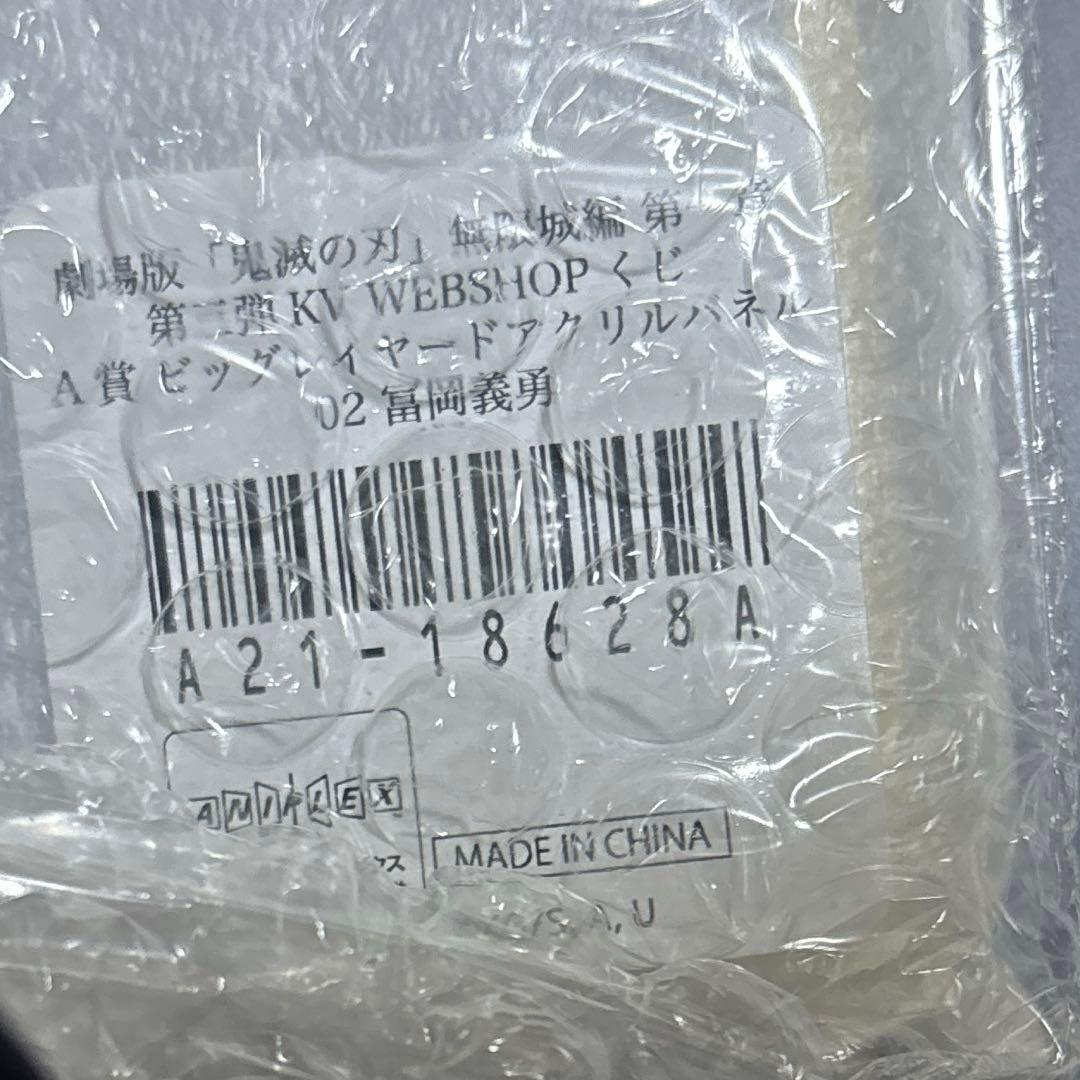 劇場版「鬼滅の刃」無限城編 第一章
第二弾 KV WEBSHOP くじ
A 賞 ビッグレイヤードアクリルパネル
02 冨岡義勇
A21-18628A
ANIPLEX
クス
MADE IN CHINA
/S, A, U